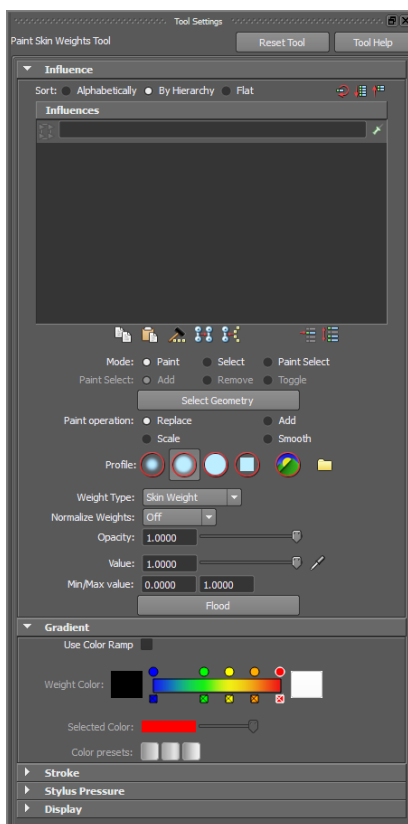 Tool Settings
Paint Skin Weights Tool Reset Tool Tool Help
Influence
Sort: Alphabetically By Hierarchy Flat
Influences
Mode: Paint Select Paint Select
Paint Select: Add Remove Toggle
Select Geometry
Paint operation: Replace Add
Scale Smooth
Profile:
Weight Type: Skin Weight
Normalize Weights: Off
Opacity: 1.0000
Value: 1.0000
Min/Max value: 0.0000 1.0000
Flood
Gradient
Use Color Ramp
Weight Color:
Selected Color:
Color presets:
Stroke
Stylus Pressure
Display